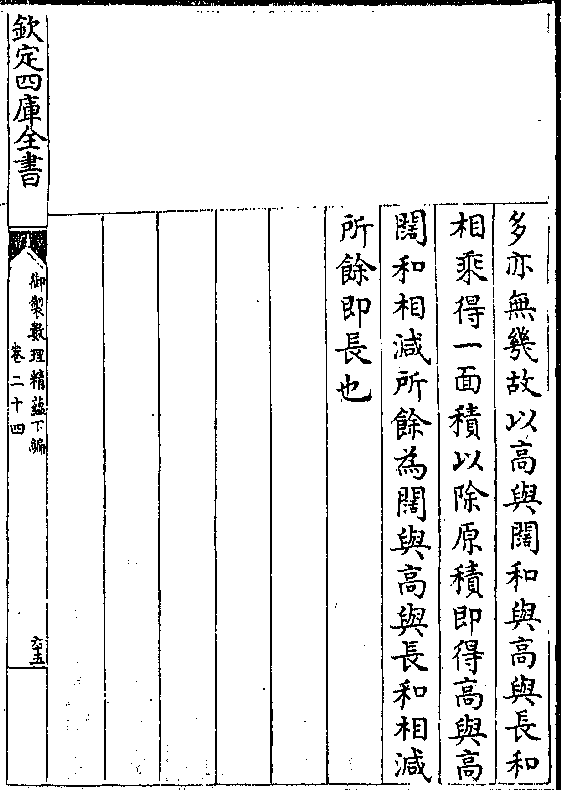 多亦無幾故以高與闊和與高與長和
相乘得一面積以除原積即得高與高
闊和相減所餘為闊與高與長和相減
所餘即長也
欽定四庫全書
御製數理精蘊下編
卷二十四
六十五